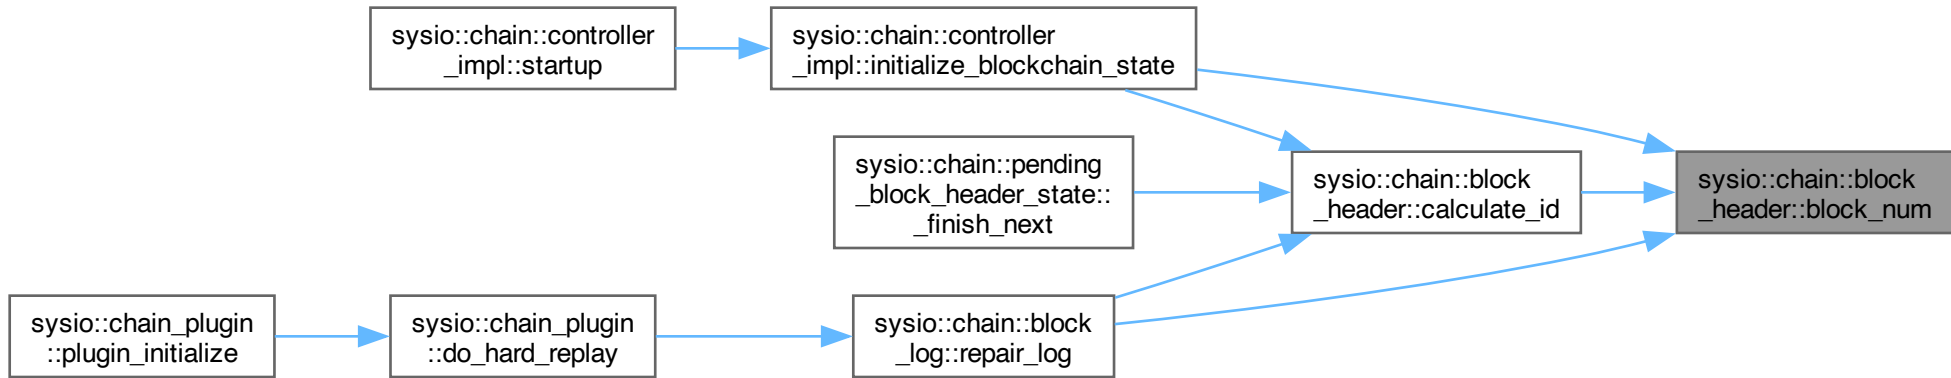 sysio::chain::controller
_impl::startup
sysio::chain::controller
_impl::initialize_blockchain_state
sysio::chain::pending
_block_header_state::
_finish_next
sysio::chain::block
_header::calculate_id
sysio::chain::block
_header::block_num
sysio::chain_plugin
::plugin_initialize
sysio::chain_plugin
::do_hard_replay
sysio::chain::block
_log::repair_log